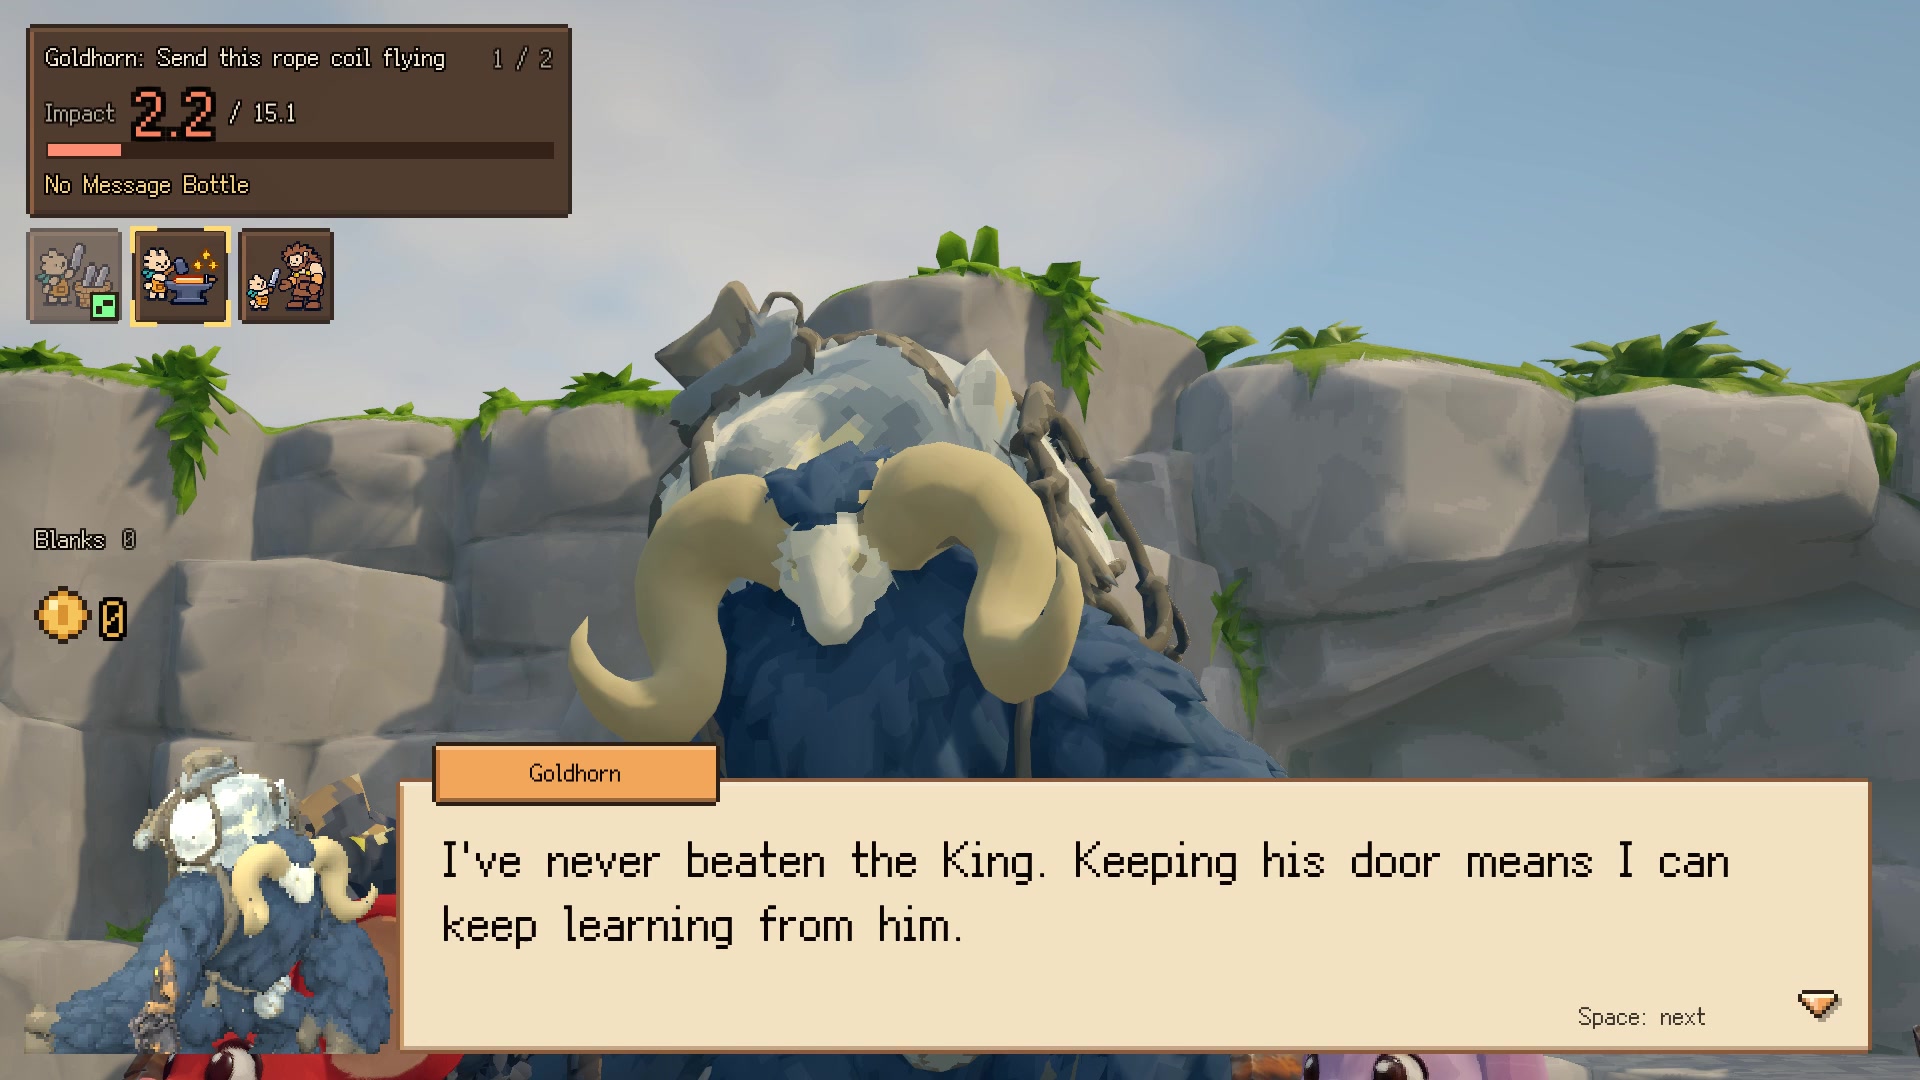 Goldhorn: Send this rope coil flying 1 / 2
Impact 2.2 / 15.1
No Message Bottle
Blanks 0
0
Goldhorn
I've never beaten the King. Keeping his door means I can
keep learning from him.
Space: next